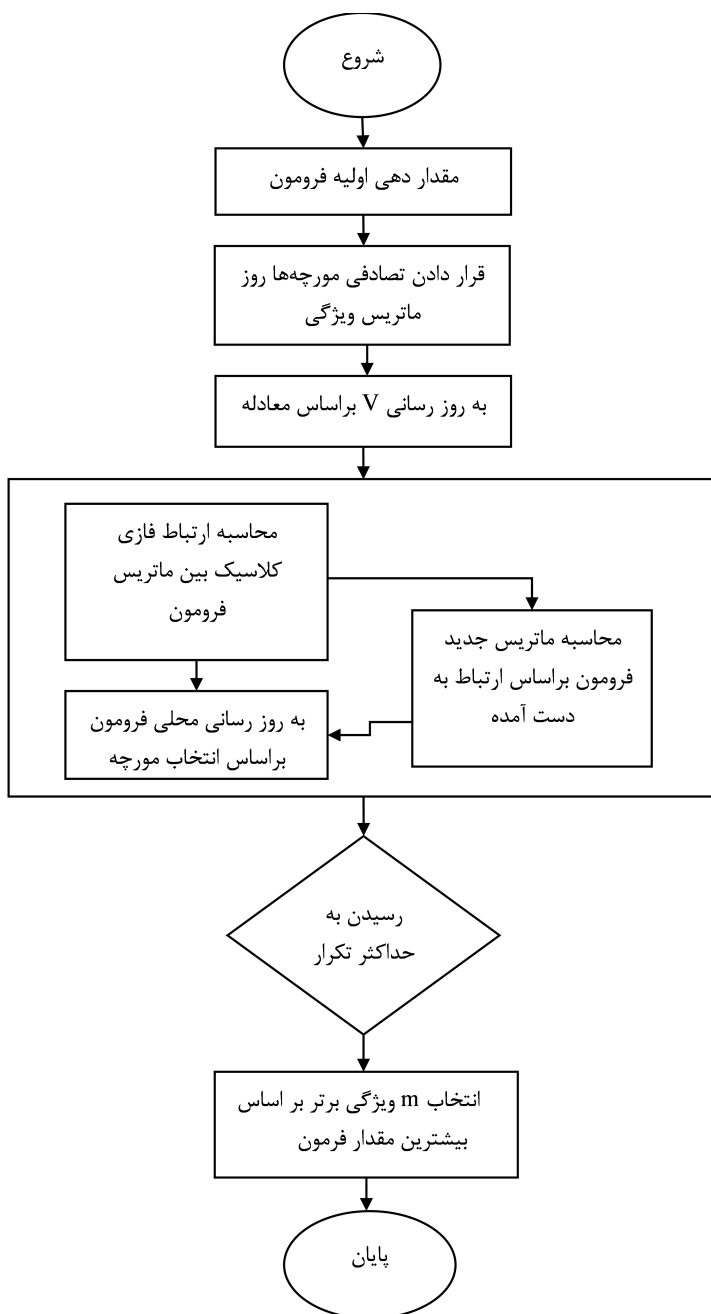 شروع
مقدار دهی اولیه فرومون
قرار دادن تصادفی مورچه‌ها روز
ماتریس ویژگی
به روز رسانی V براساس معادله
محاسبه ارتباط فازی
کلاسیک بین ماتریس
فرومون
محاسبه ماتریس جدید
فرومون براساس ارتباط به
دست آمده
به روز رسانی محلی فرومون
براساس انتخاب مورچه
رسیدن به
حداکثر تکرار
انتخاب m ویژگی برتر بر اساس
بیشترین مقدار فرمون
پایان